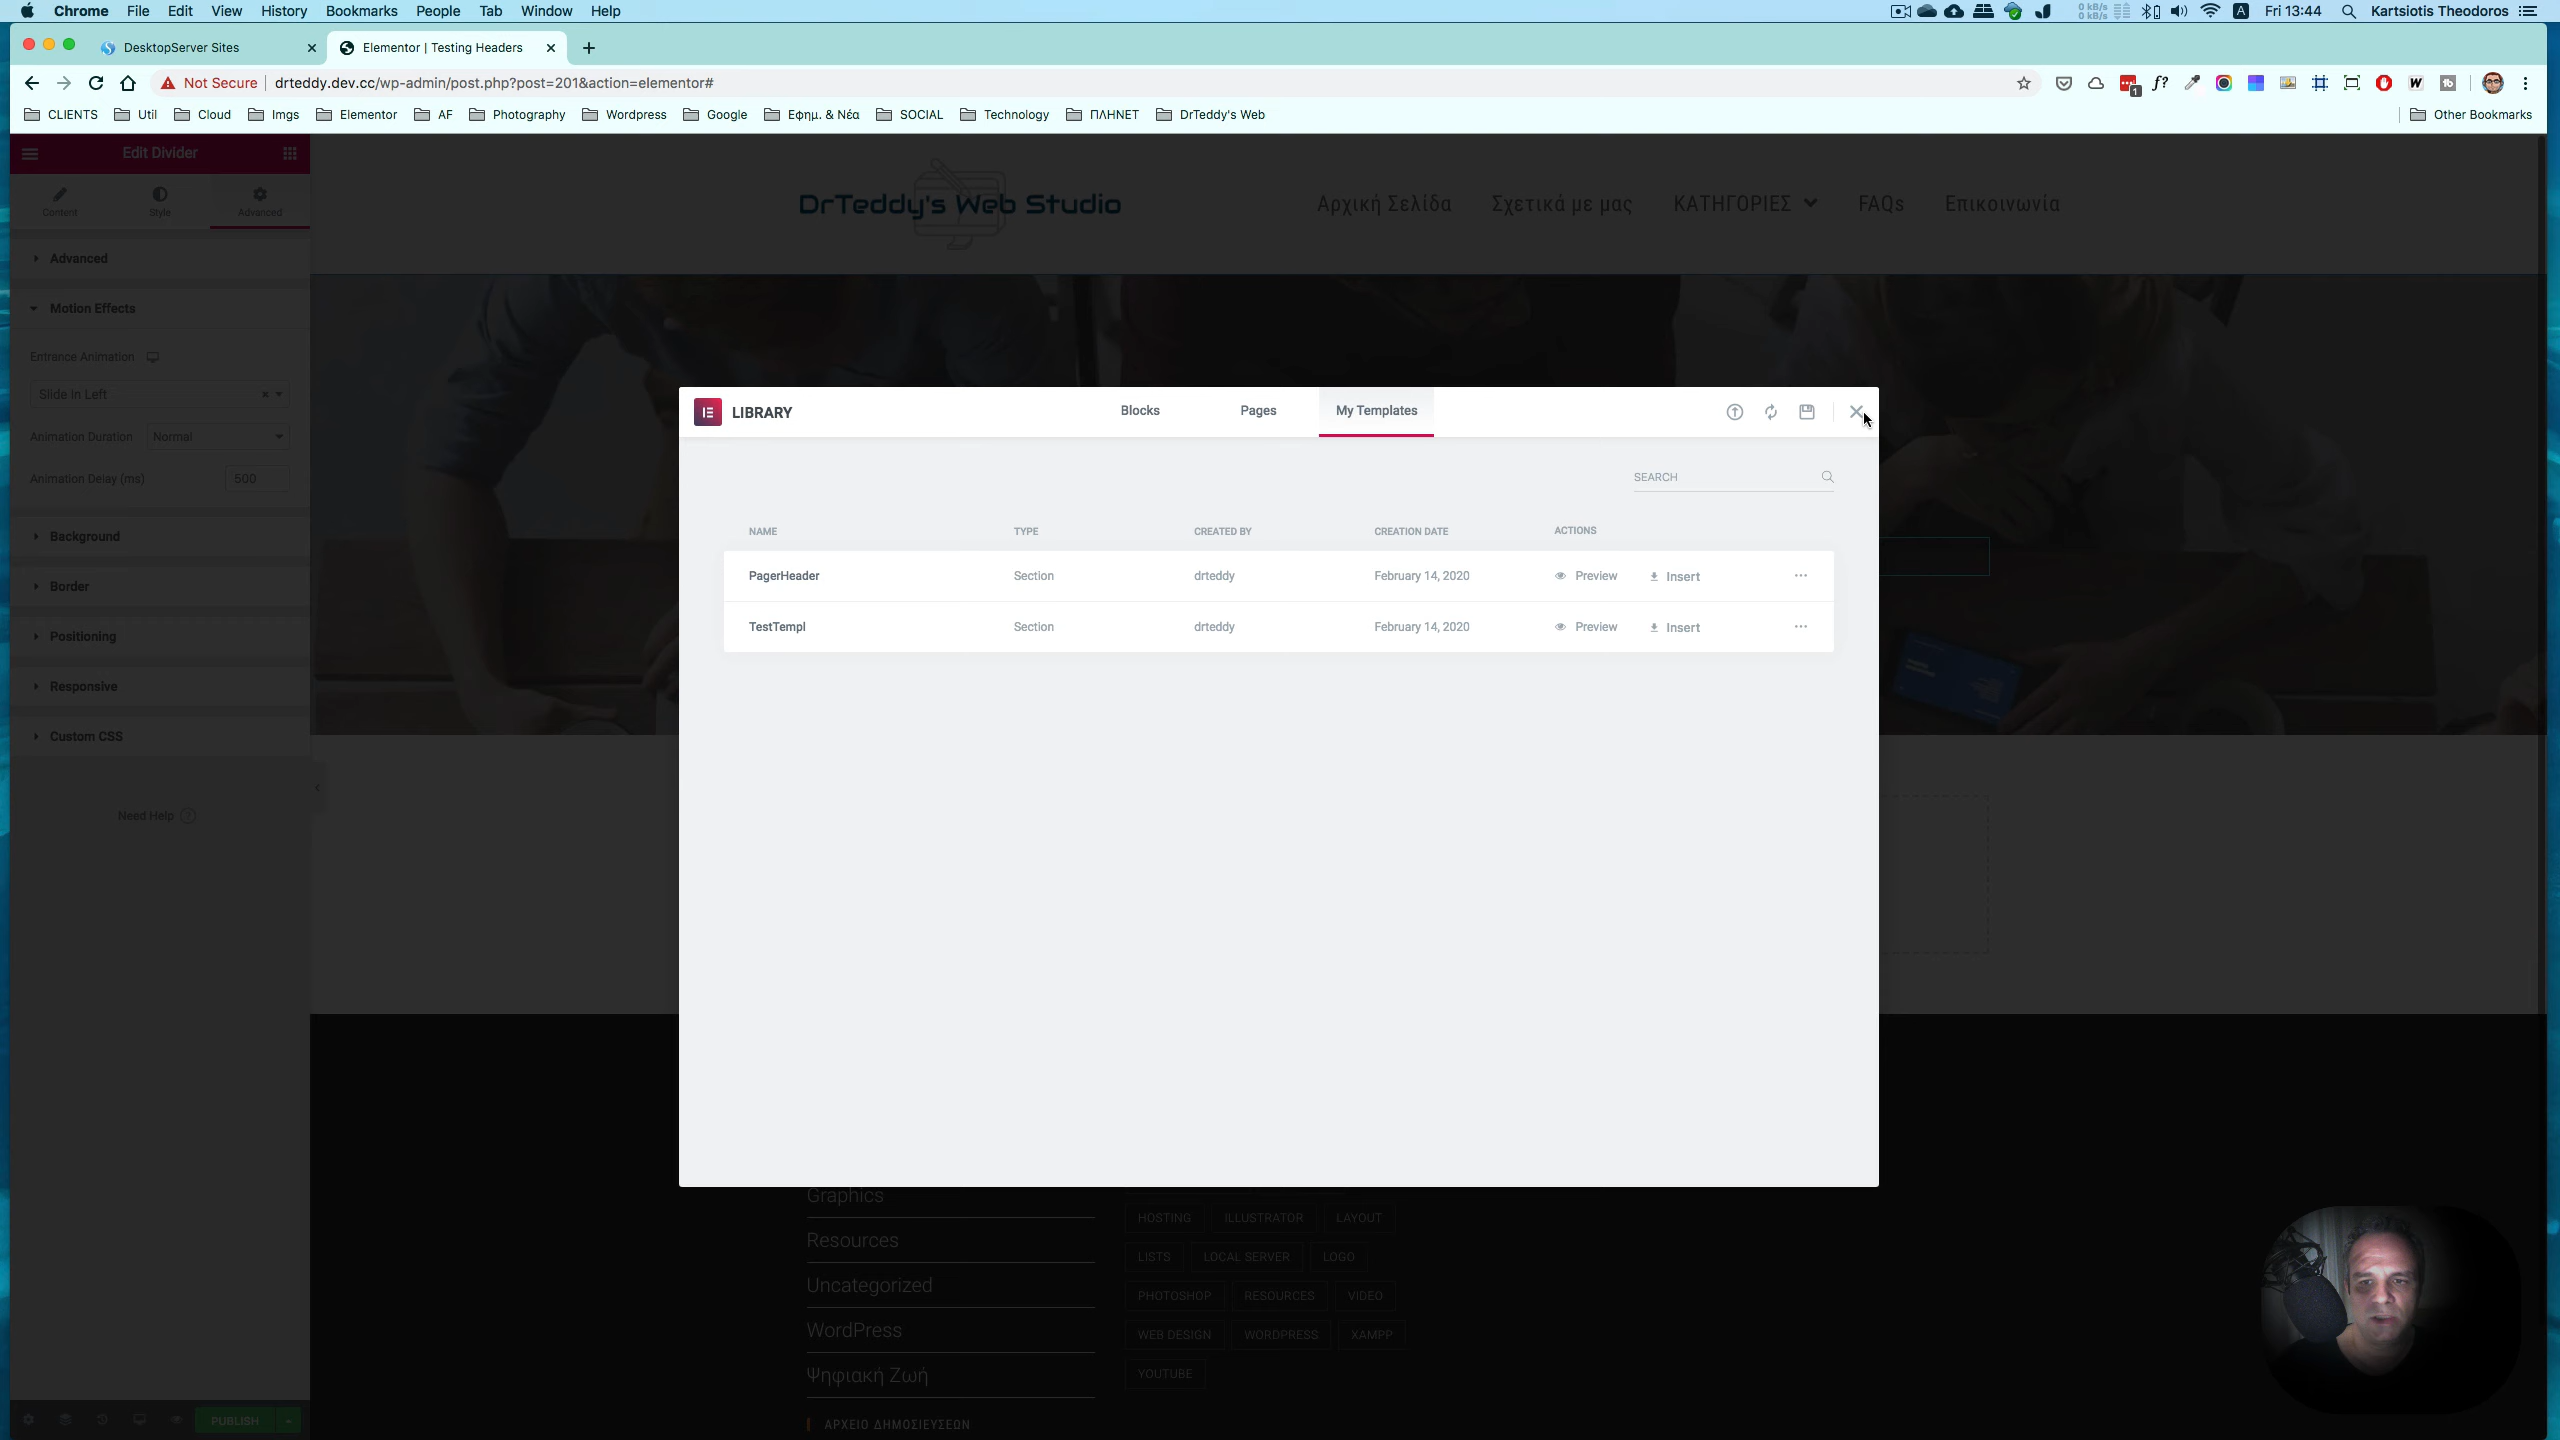 Chrome File Edit View History Bookmarks People Tab Window Help
0 kB/s
0 kB/s
A Fri 13:44 Kartsiotis Theodoros
DesktopServer Sites
Elementor | Testing Headers
Not Secure drteddy.dev.cc/wp-admin/post.php?post=201&action=elementor#
1 f? W
CLIENTS Util Cloud Imgs Elementor AF Photography Wordpress Google Εφημ. & Νέα SOCIAL Technology ΠΛΗΝΕΤ DrTeddy's Web Other Bookmarks
Edit Divider
Content Style Advanced
Advanced
Motion Effects
Entrance Animation
Slide In Left
Animation Duration Normal
Animation Delay (ms) 500
Background
Border
Positioning
Responsive
Custom CSS
Need Help ?
PUBLISH
DrTeddy's Web Studio
Αρχική Σελίδα Σχετικά με μας ΚΑΤΗΓΟΡΙΕΣ FAQs Επικοινωνία
LIBRARY Blocks Pages My Templates
SEARCH
NAME TYPE CREATED BY CREATION DATE ACTIONS
PagerHeader Section drteddy February 14, 2020 Preview Insert
TestTempl Section drteddy February 14, 2020 Preview Insert
Graphics
Resources
Uncategorized
WordPress
Ψηφιακή Ζωή
ΑΡΧΕΙΟ ΔΗΜΟΣΙΕΥΣΕΩΝ
HOSTING ILLUSTRATOR LAYOUT
LISTS LOCAL SERVER LOGO
PHOTOSHOP RESOURCES VIDEO
WEB DESIGN WORDPRESS XAMPP
YOUTUBE